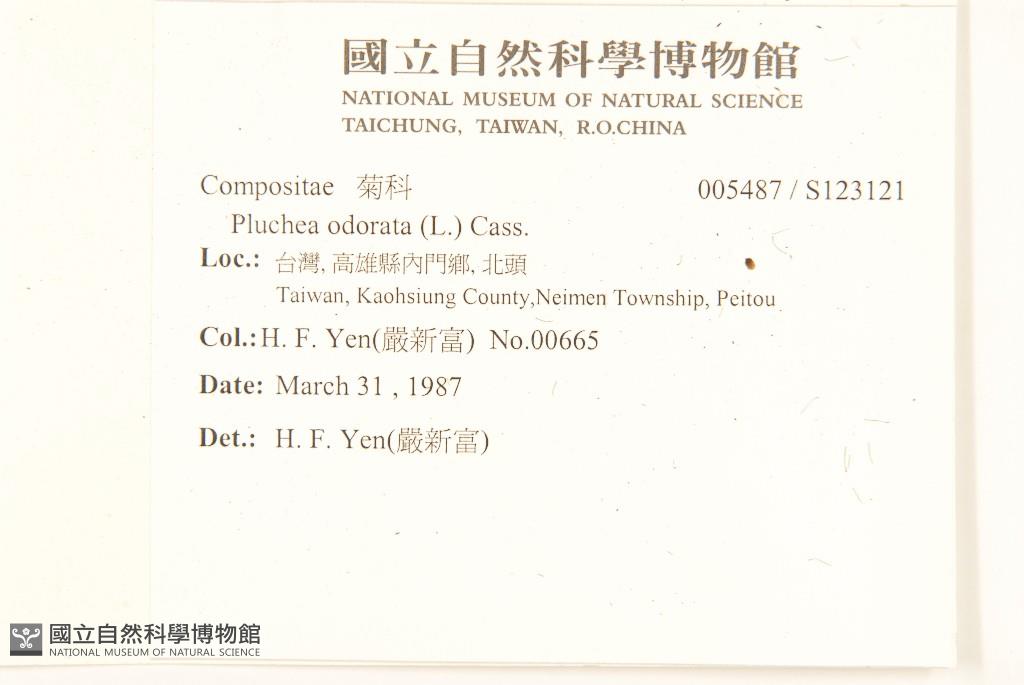 國立自然科學博物館
NATIONAL MUSEUM OF NATURAL SCIENCE
TAICHUNG, TAIWAN, R.O.CHINA
Compositae 菊科 005487 / S123121
Pluchea odorata (L.) Cass.
Loc.: 台灣, 高雄縣內門鄉, 北頭
Taiwan, Kaohsiung County,Neimen Township, Peitou
Col.: H. F. Yen(嚴新富) No.00665
Date: March 31 , 1987
Det.: H. F. Yen(嚴新富)
國立自然科學博物館
NATIONAL MUSEUM OF NATURAL SCIENCE